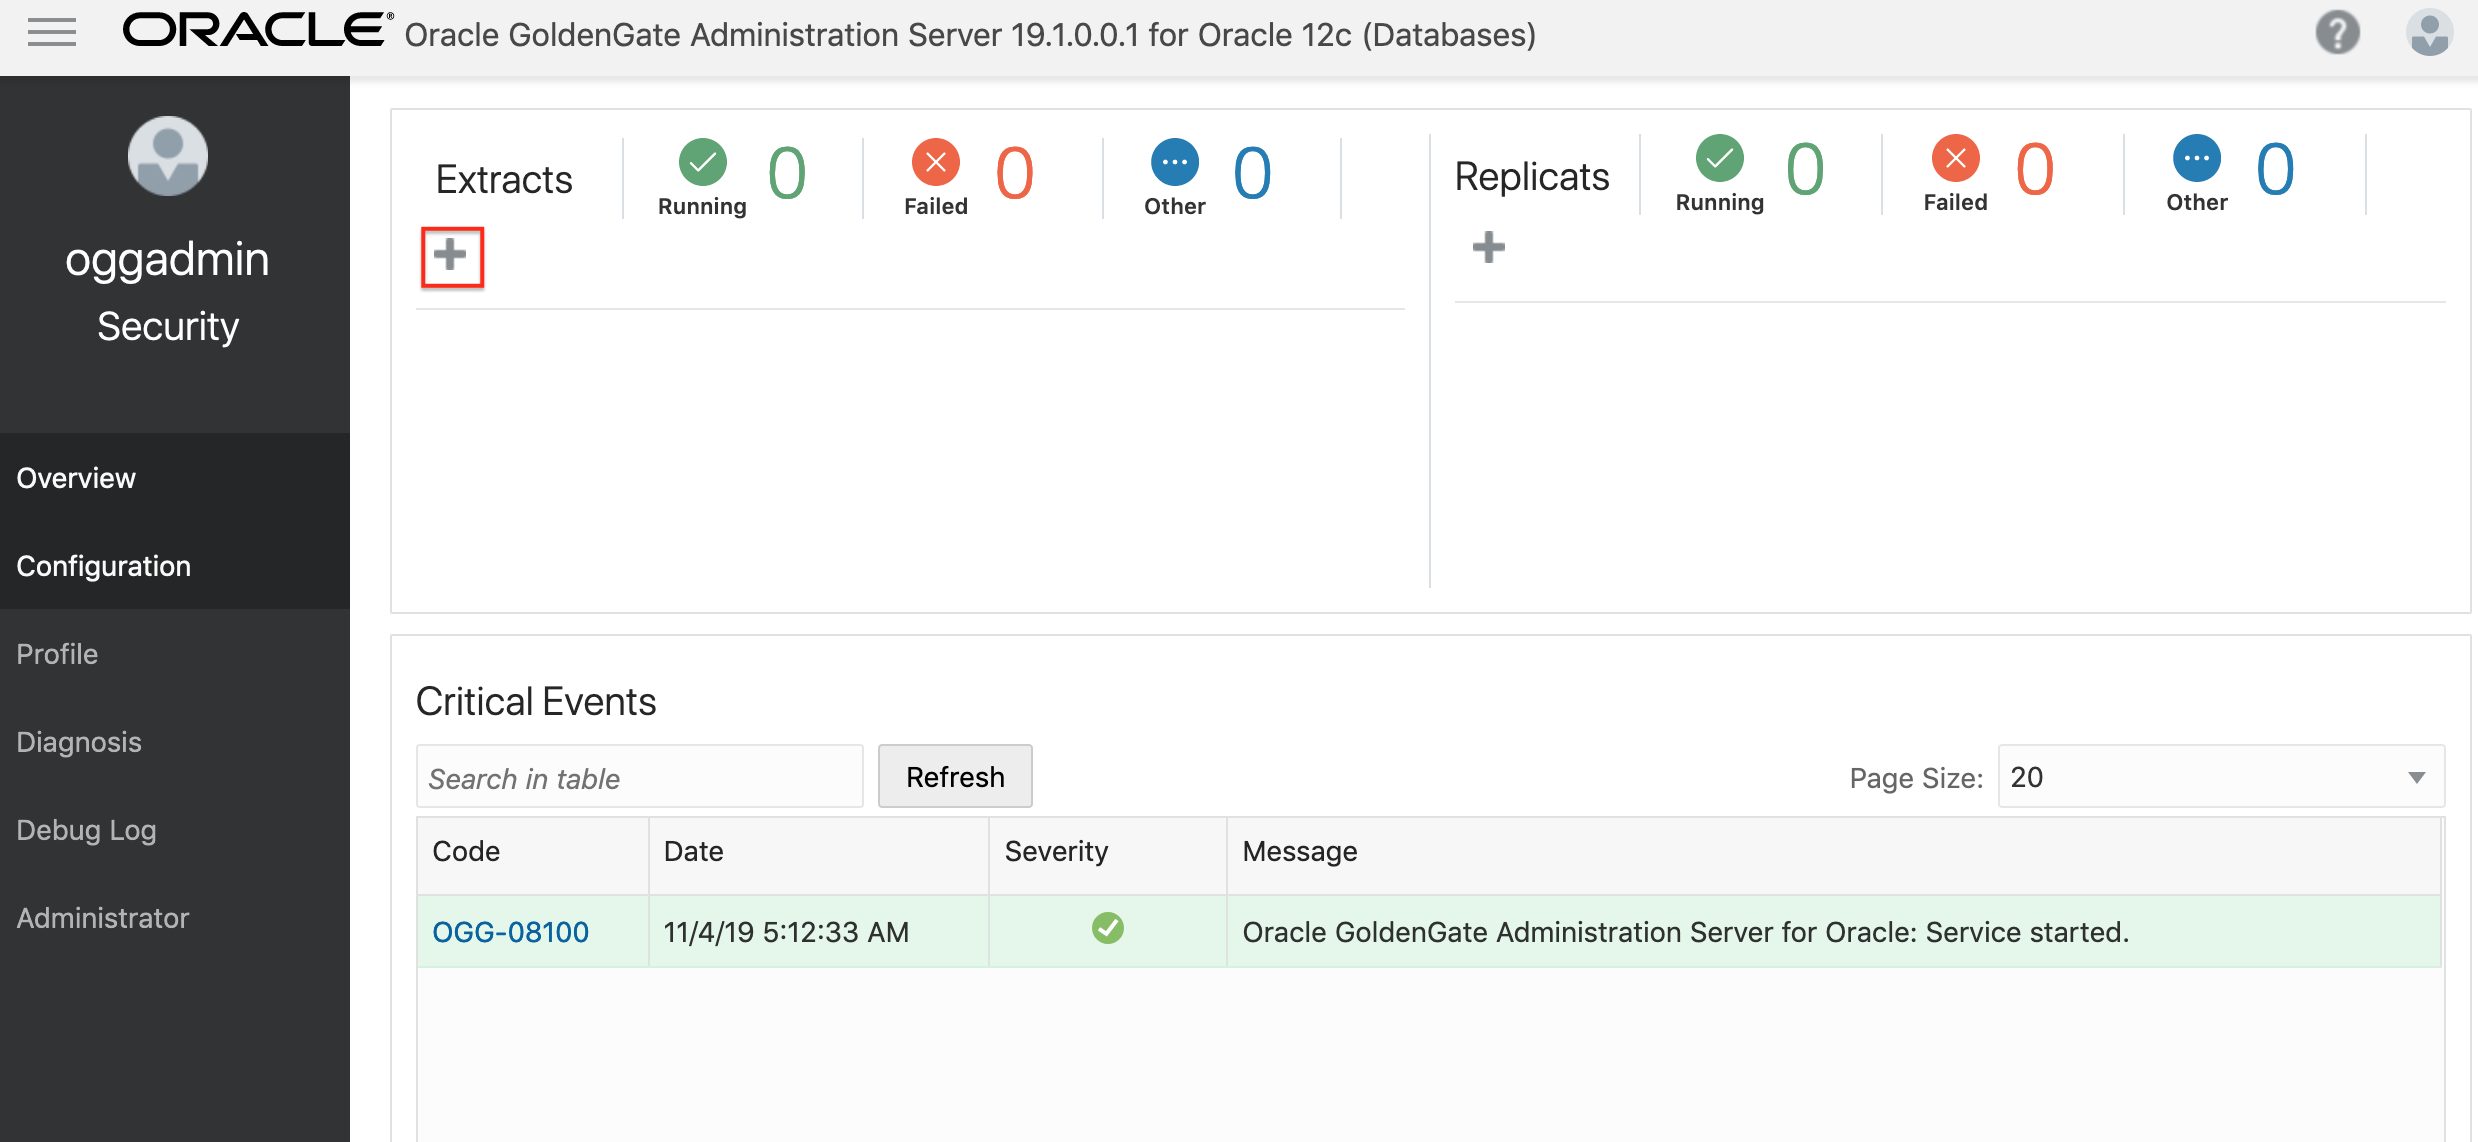 ORACLE® Oracle GoldenGate Administration Server 19.1.0.0.1 for Oracle 12c (Databases)
?
oggadmin
Security
Overview
Configuration
Profile
Diagnosis
Debug Log
Administrator
Extracts
Running
0
Failed
0
Other
0
Replicats
Running
0
Failed
0
Other
0
Critical Events
Search in table
Refresh
Page Size: 20
Code Date Severity Message
OGG-08100 11/4/19 5:12:33 AM Oracle GoldenGate Administration Server for Oracle: Service started.